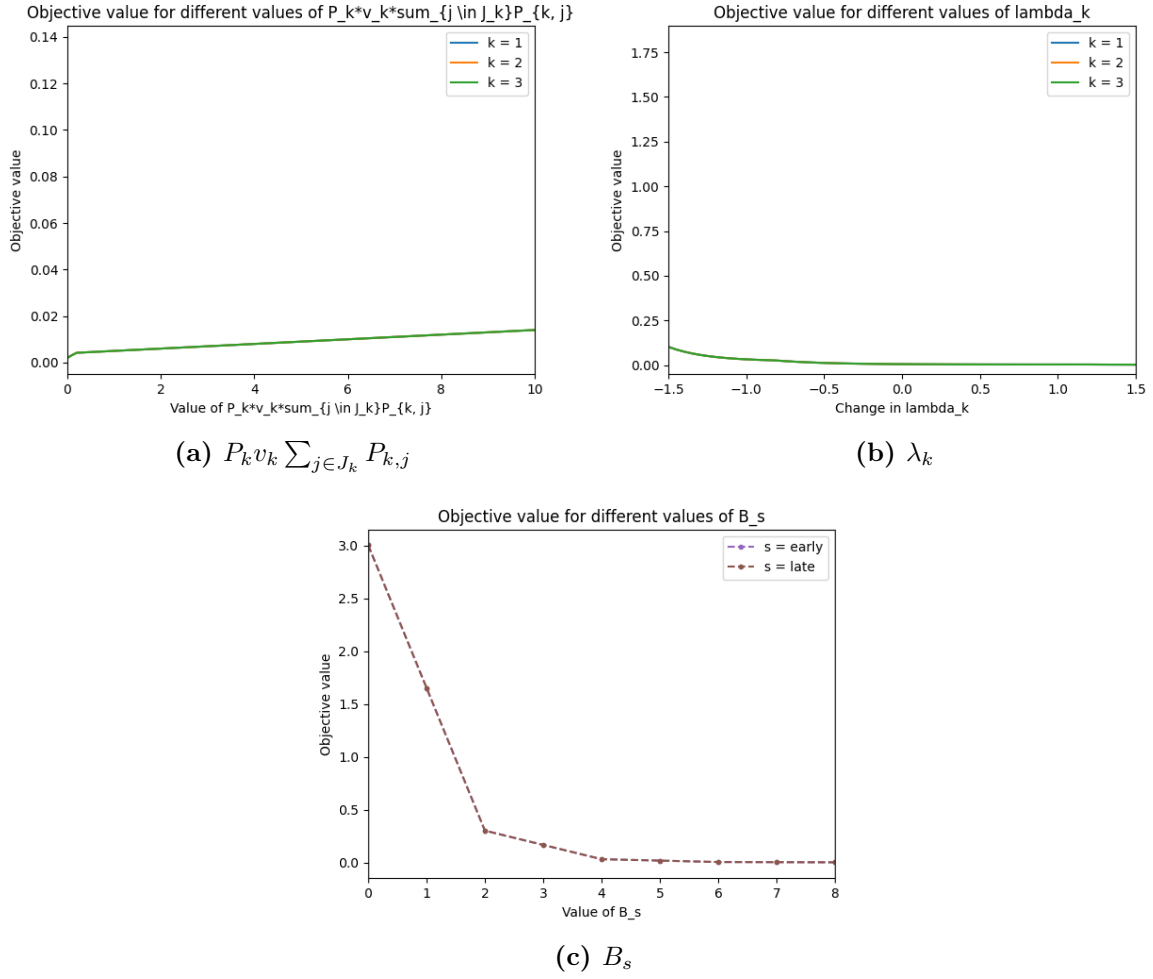 Objective value for different values of P_k*v_k*sum_{j \in J_k}P_{k, j}
0.14
0.12
0.10
0.08
0.06
0.04
0.02
0.00
Objective value
k = 1
k = 2
k = 3
0 2 4 6 8 10
Value of P_k*v_k*sum_{j \in J_k}P_{k, j}
(a) $P_k v_k \sum_{j \in J_k} P_{k,j}$
Objective value for different values of lambda_k
1.75
1.50
1.25
1.00
0.75
0.50
0.25
0.00
Objective value
k = 1
k = 2
k = 3
−1.5 −1.0 −0.5 0.0 0.5 1.0 1.5
Change in lambda_k
(b) $\lambda_k$
Objective value for different values of B_s
3.0
2.5
2.0
1.5
1.0
0.5
0.0
Objective value
s = early
s = late
0 1 2 3 4 5 6 7 8
Value of B_s
(c) $B_s$